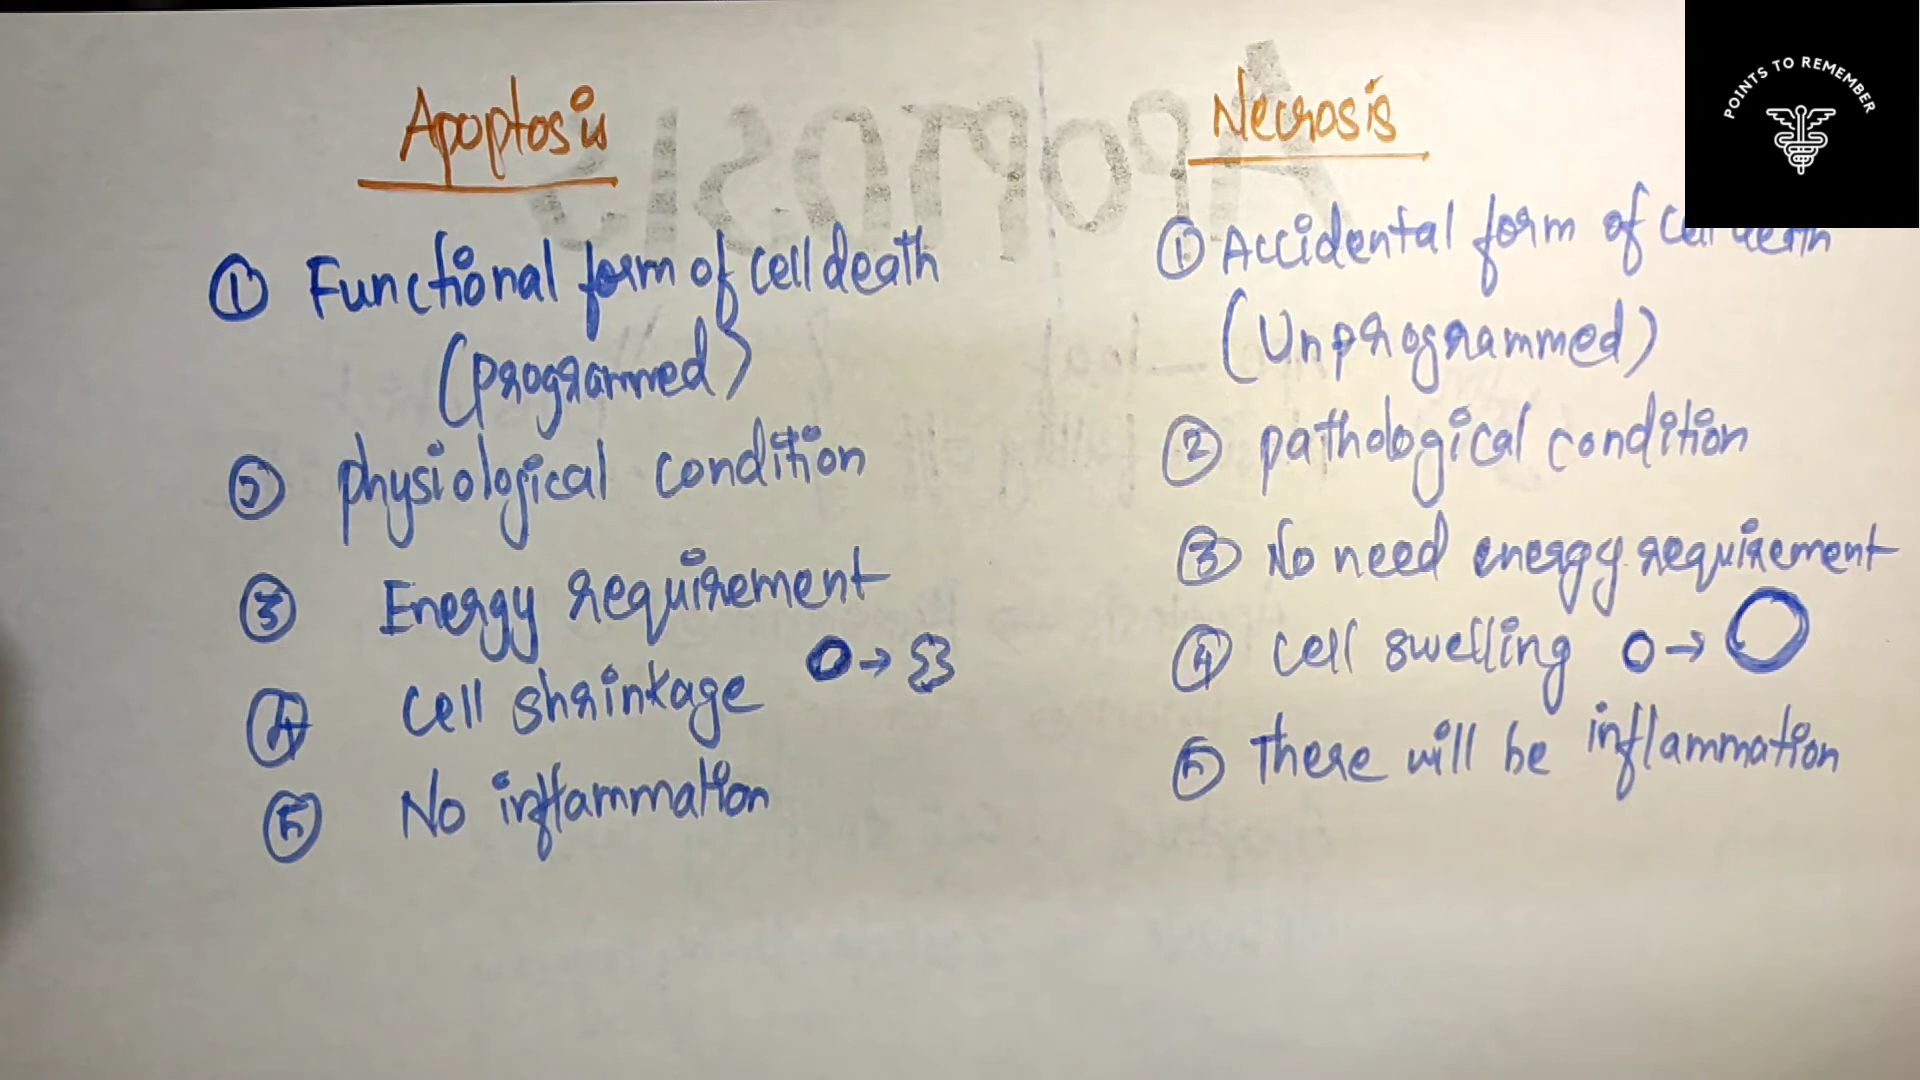 POINTS TO REMEMBER
Apoptosis
① Functional form of cell death
(programmed)
② physiological condition
③ Energy requirement
④ cell shrinkage
⑤ No inflammation
Necrosis
① Accidental form of cell death
(Unprogrammed)
② pathological condition
③ No need energy requirement
④ cell swelling
⑤ There will be inflammation